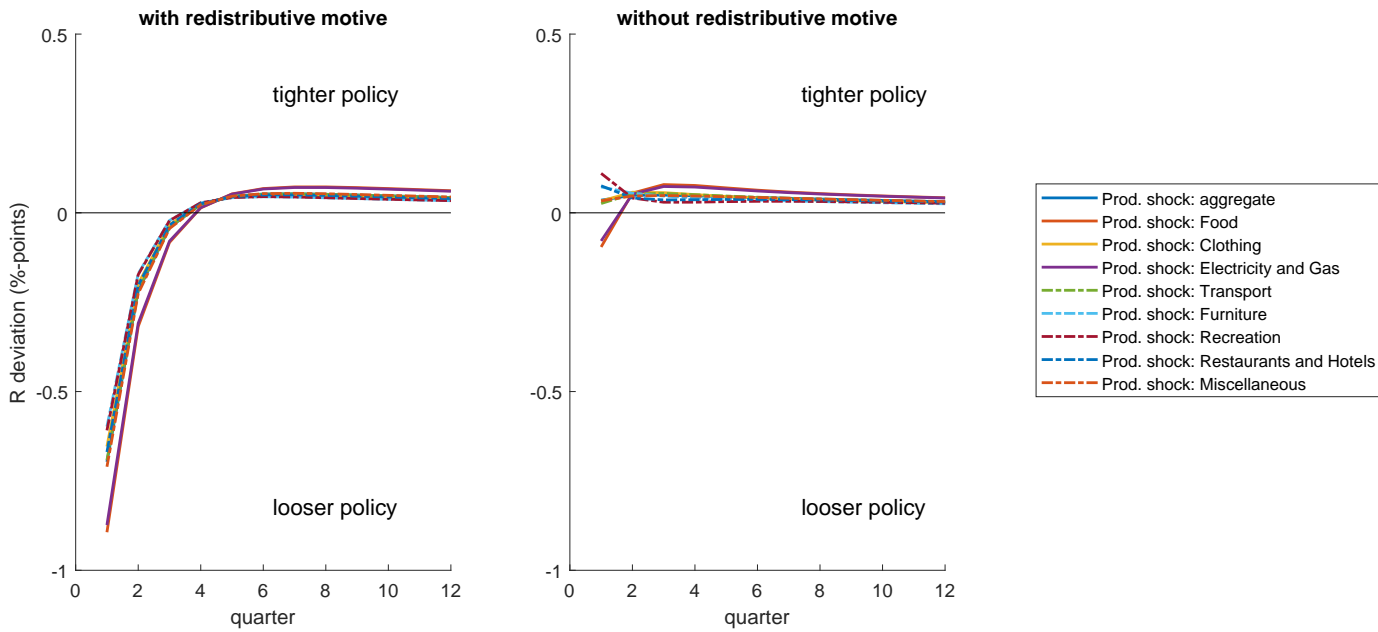 with redistributive motive
0.5
0
-0.5
-1
R deviation (%-points)
tighter policy
looser policy
0 2 4 6 8 10 12
quarter
without redistributive motive
0.5
0
-0.5
-1
tighter policy
looser policy
0 2 4 6 8 10 12
quarter
Prod. shock: aggregate
Prod. shock: Food
Prod. shock: Clothing
Prod. shock: Electricity and Gas
Prod. shock: Transport
Prod. shock: Furniture
Prod. shock: Recreation
Prod. shock: Restaurants and Hotels
Prod. shock: Miscellaneous